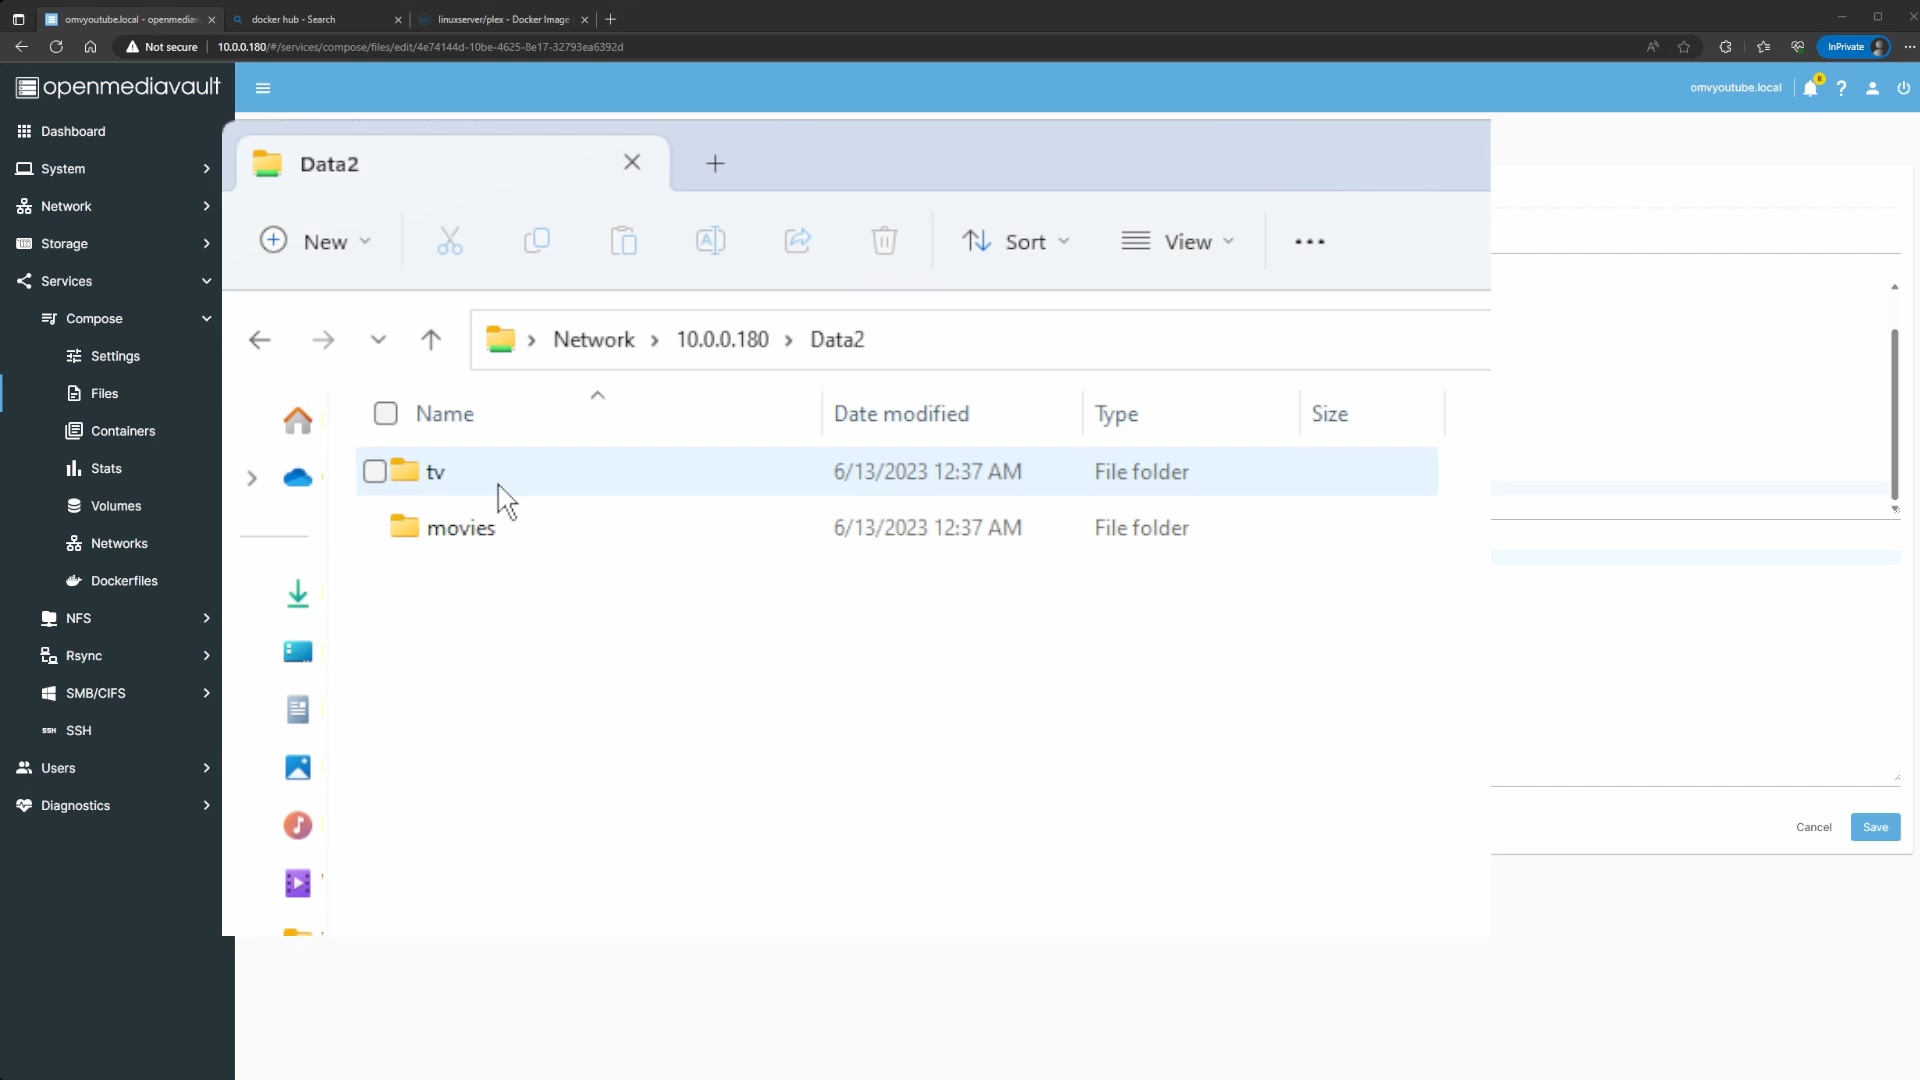 omvyoutube.local - openmediav
docker hub - Search
linuxserver/plex - Docker Image
Not secure
10.0.0.180/#/services/compose/files/edit/4e74144d-10be-4625-8e17-32793ea6392d
InPrivate
openmediavault
omvyoutube.local
8
Dashboard
System
Network
Storage
Services
Compose
Settings
Files
Containers
Stats
Volumes
Networks
Dockerfiles
NFS
Rsync
SMB/CIFS
SSH
SSH
Users
Diagnostics
Data2
New
Sort
View
Network
10.0.0.180
Data2
Name
Date modified
Type
Size
tv
6/13/2023 12:37 AM
File folder
movies
6/13/2023 12:37 AM
File folder
Cancel
Save